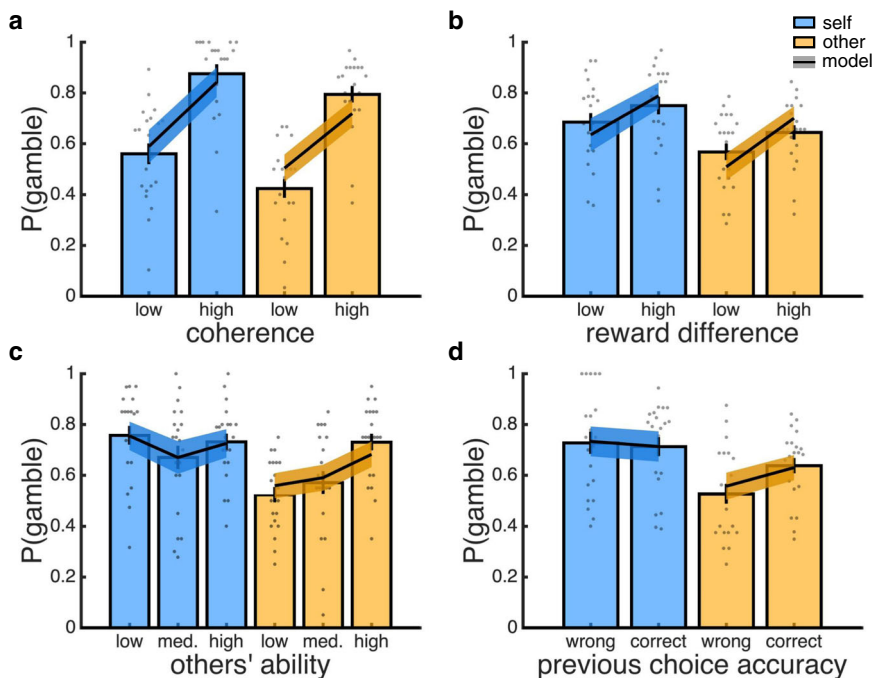 a
P(gamble)
1
0.8
0.6
0.4
0.2
0
low high low high
coherence
b
P(gamble)
1
0.8
0.6
0.4
0.2
0
low high low high
reward difference
self
other
model
c
P(gamble)
1
0.8
0.6
0.4
0.2
0
low med. high low med. high
others' ability
d
P(gamble)
1
0.8
0.6
0.4
0.2
0
wrong correct wrong correct
previous choice accuracy